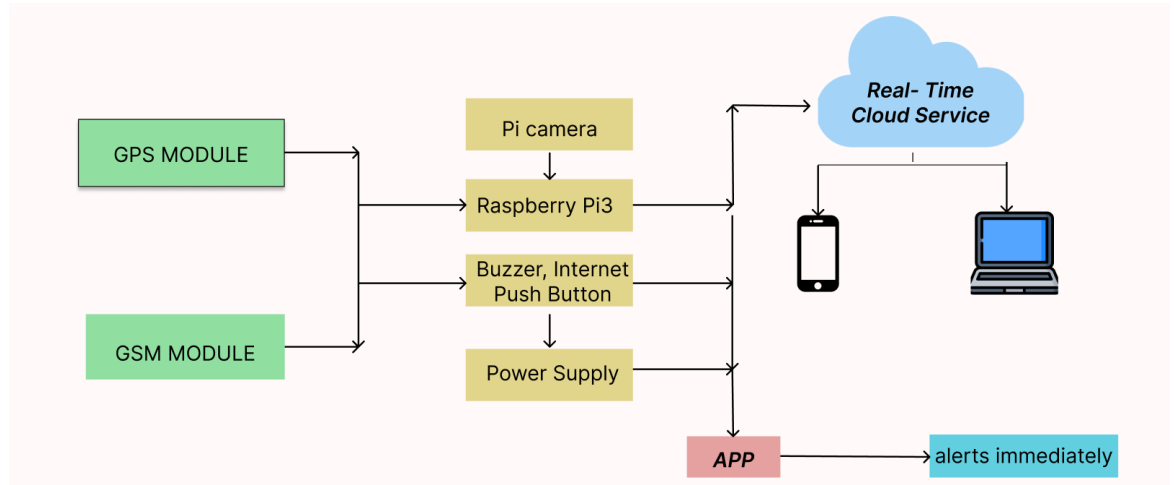 Pi camera
GPS MODULE
Raspberry Pi3
Buzzer, Internet
Push Button
GSM MODULE
Power Supply
Real- Time
Cloud Service
APP
alerts immediately